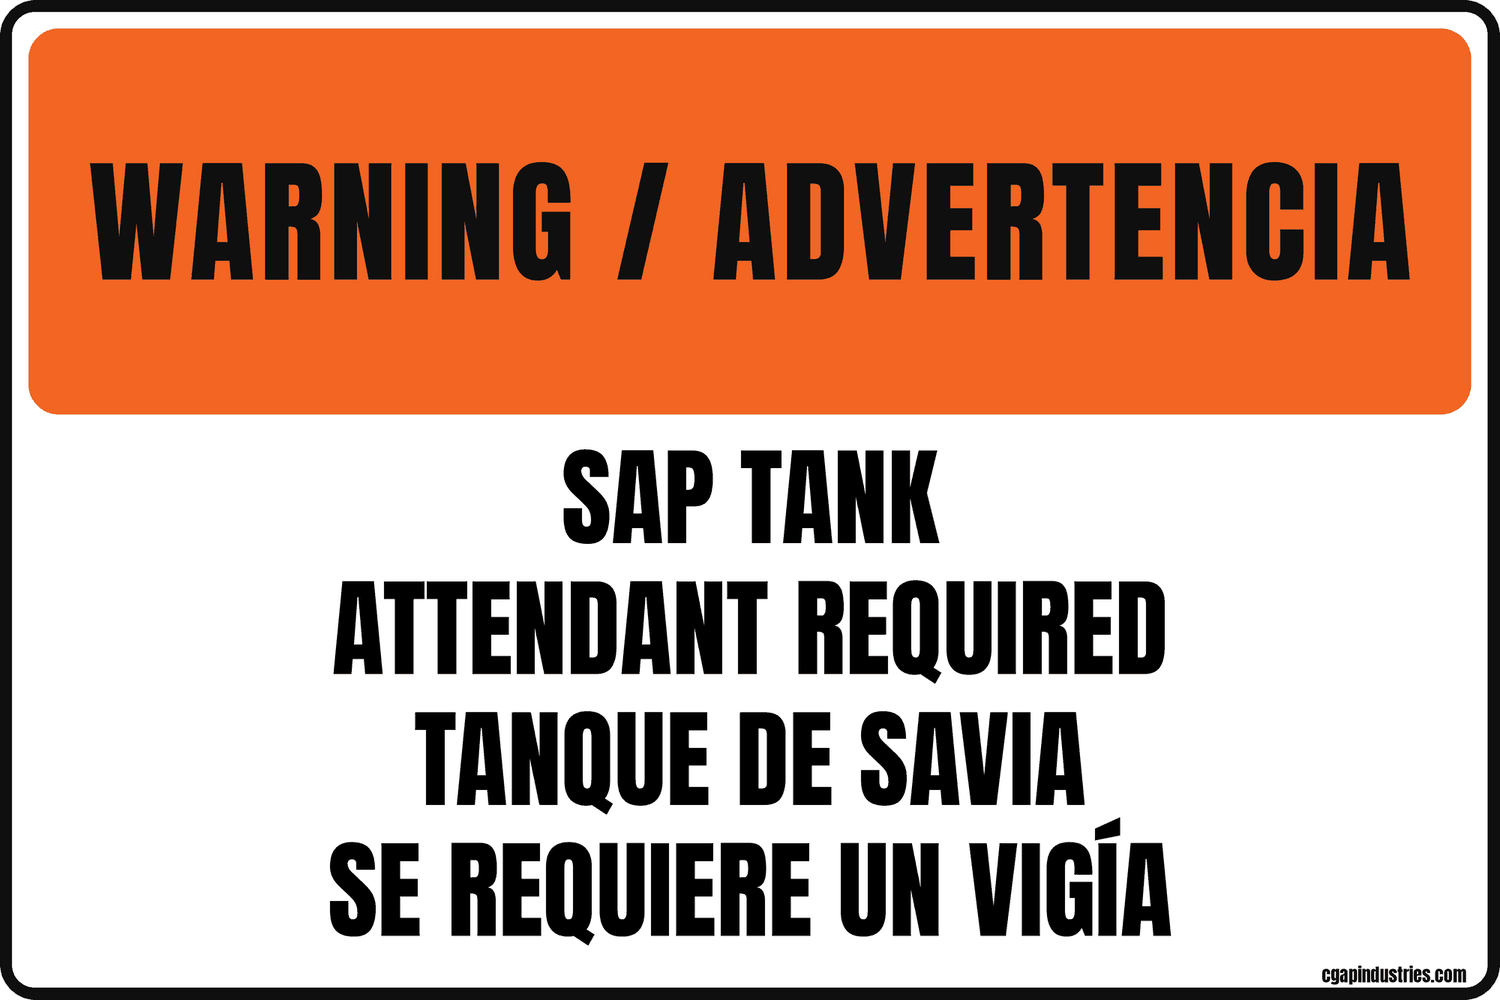 WARNING / ADVERTENCIA
SAP TANK
ATTENDANT REQUIRED
TANQUE DE SAVIA
SE REQUIERE UN VIGÍA
cgapindustries.com